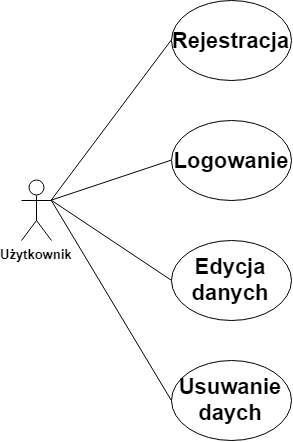 Rejestracja
Logowanie
Użytkownik
Edycja
danych
Usuwanie
daych